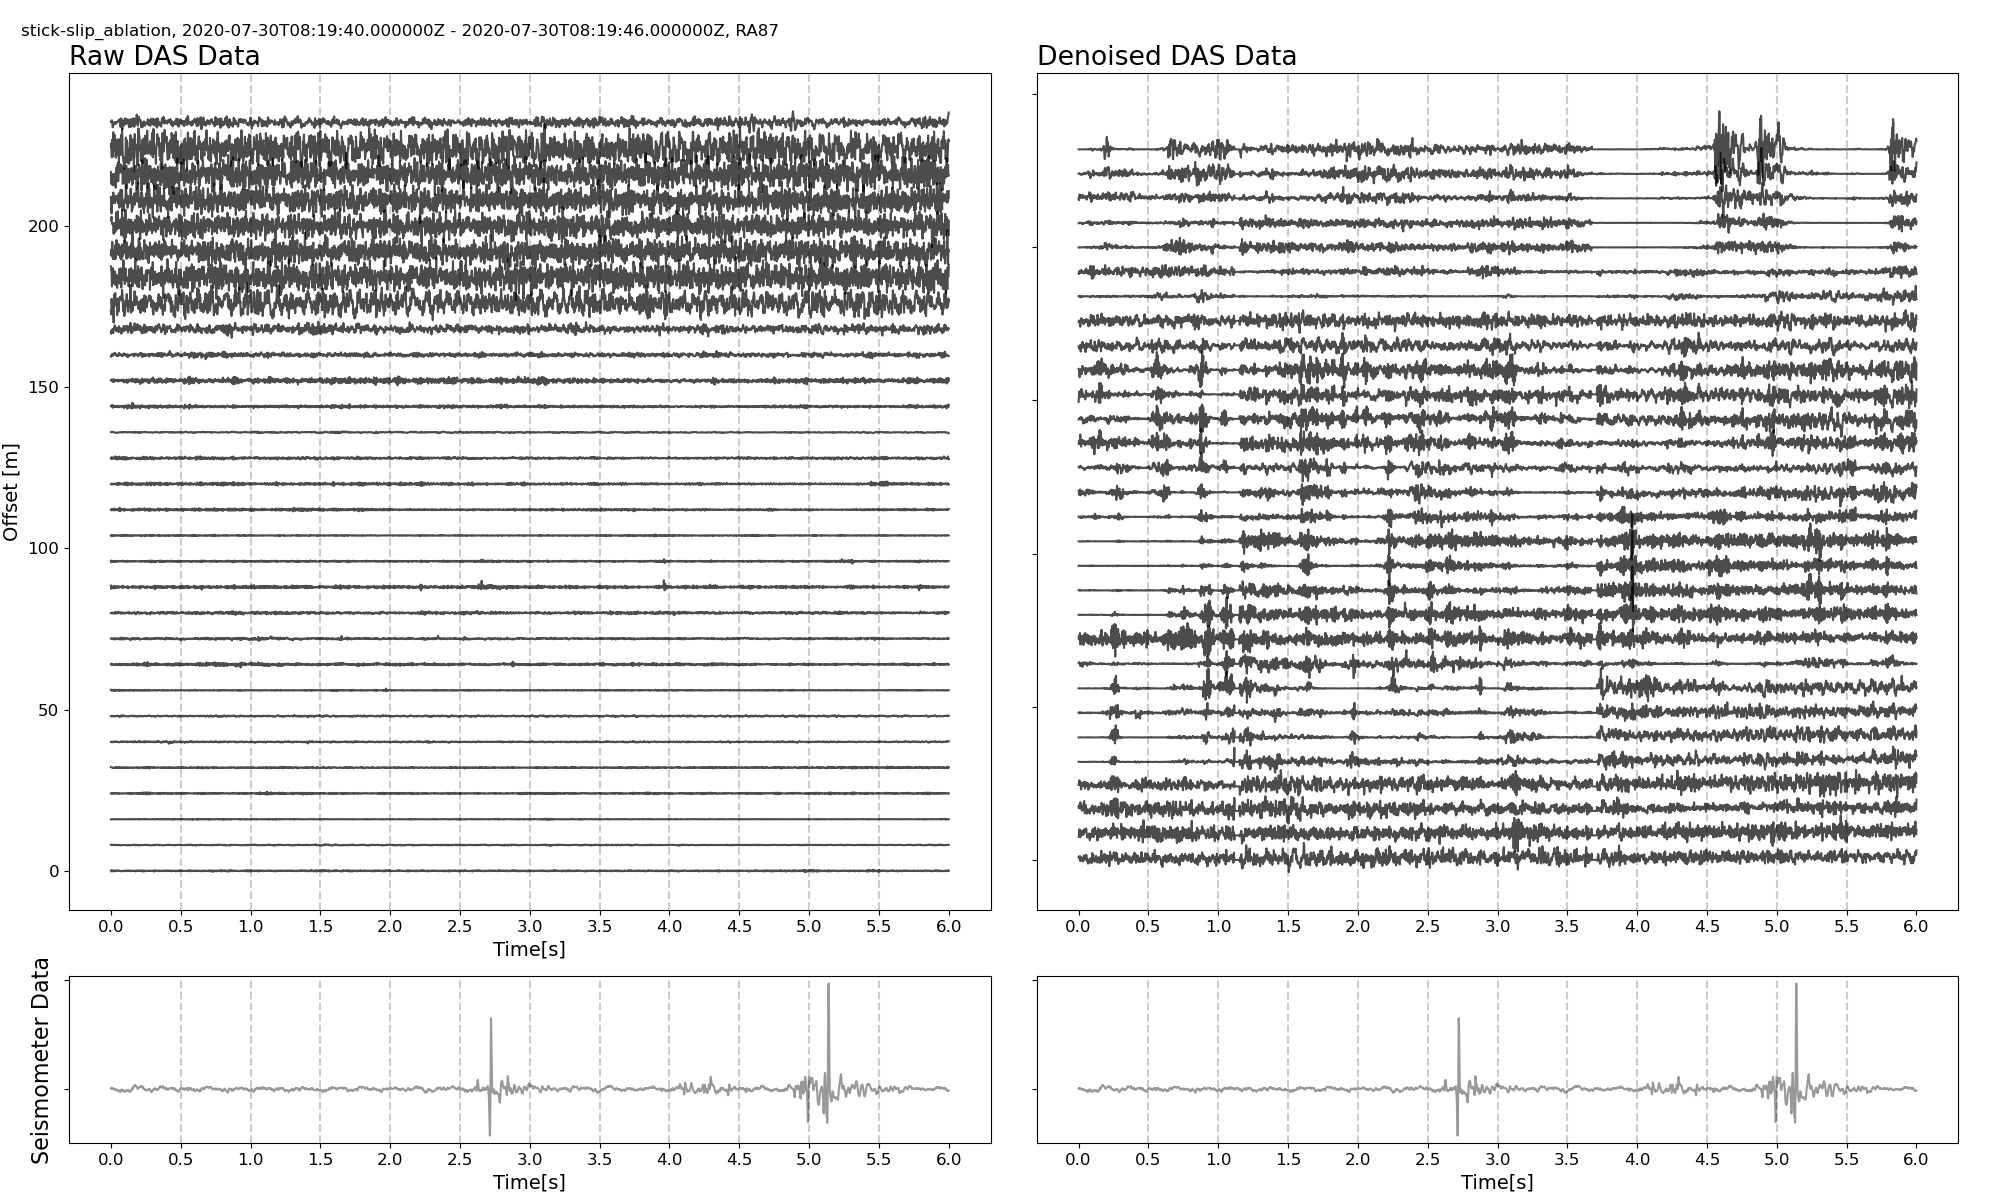 stick-slip_ablation, 2020-07-30T08:19:40.000000Z - 2020-07-30T08:19:46.000000Z, RA87
Raw DAS Data
Denoised DAS Data
Offset [m]
200
150
100
50
0
0.0 0.5 1.0 1.5 2.0 2.5 3.0 3.5 4.0 4.5 5.0 5.5 6.0
Time[s]
0.0 0.5 1.0 1.5 2.0 2.5 3.0 3.5 4.0 4.5 5.0 5.5 6.0
Seismometer Data
0.0 0.5 1.0 1.5 2.0 2.5 3.0 3.5 4.0 4.5 5.0 5.5 6.0
Time[s]
0.0 0.5 1.0 1.5 2.0 2.5 3.0 3.5 4.0 4.5 5.0 5.5 6.0
Time[s]